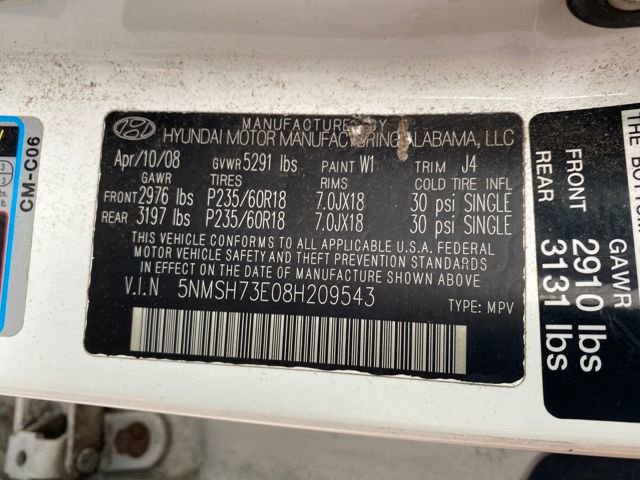 MANUFACTURED BY
HYUNDAI MOTOR MANUFACTURING ALABAMA, LLC
Apr/10/08 GVWR 5291 lbs PAINT W1 TRIM J4
GAWR TIRES RIMS COLD TIRE INFL
FRONT 2976 lbs P235/60R18 7.0JX18 30 psi SINGLE
REAR 3197 lbs P235/60R18 7.0JX18 30 psi SINGLE
THIS VEHICLE CONFORMS TO ALL APPLICABLE U.S.A. FEDERAL
MOTOR VEHICLE SAFETY AND THEFT PREVENTION STANDARDS
IN EFFECT ON THE DATE OF MANUFACTURE SHOWN ABOVE.
V.I.N 5NMSH73E08H209543 TYPE: MPV
CM-C06
THE BOTTOM
GAWR
FRONT 2910 lbs
REAR 3131 lbs